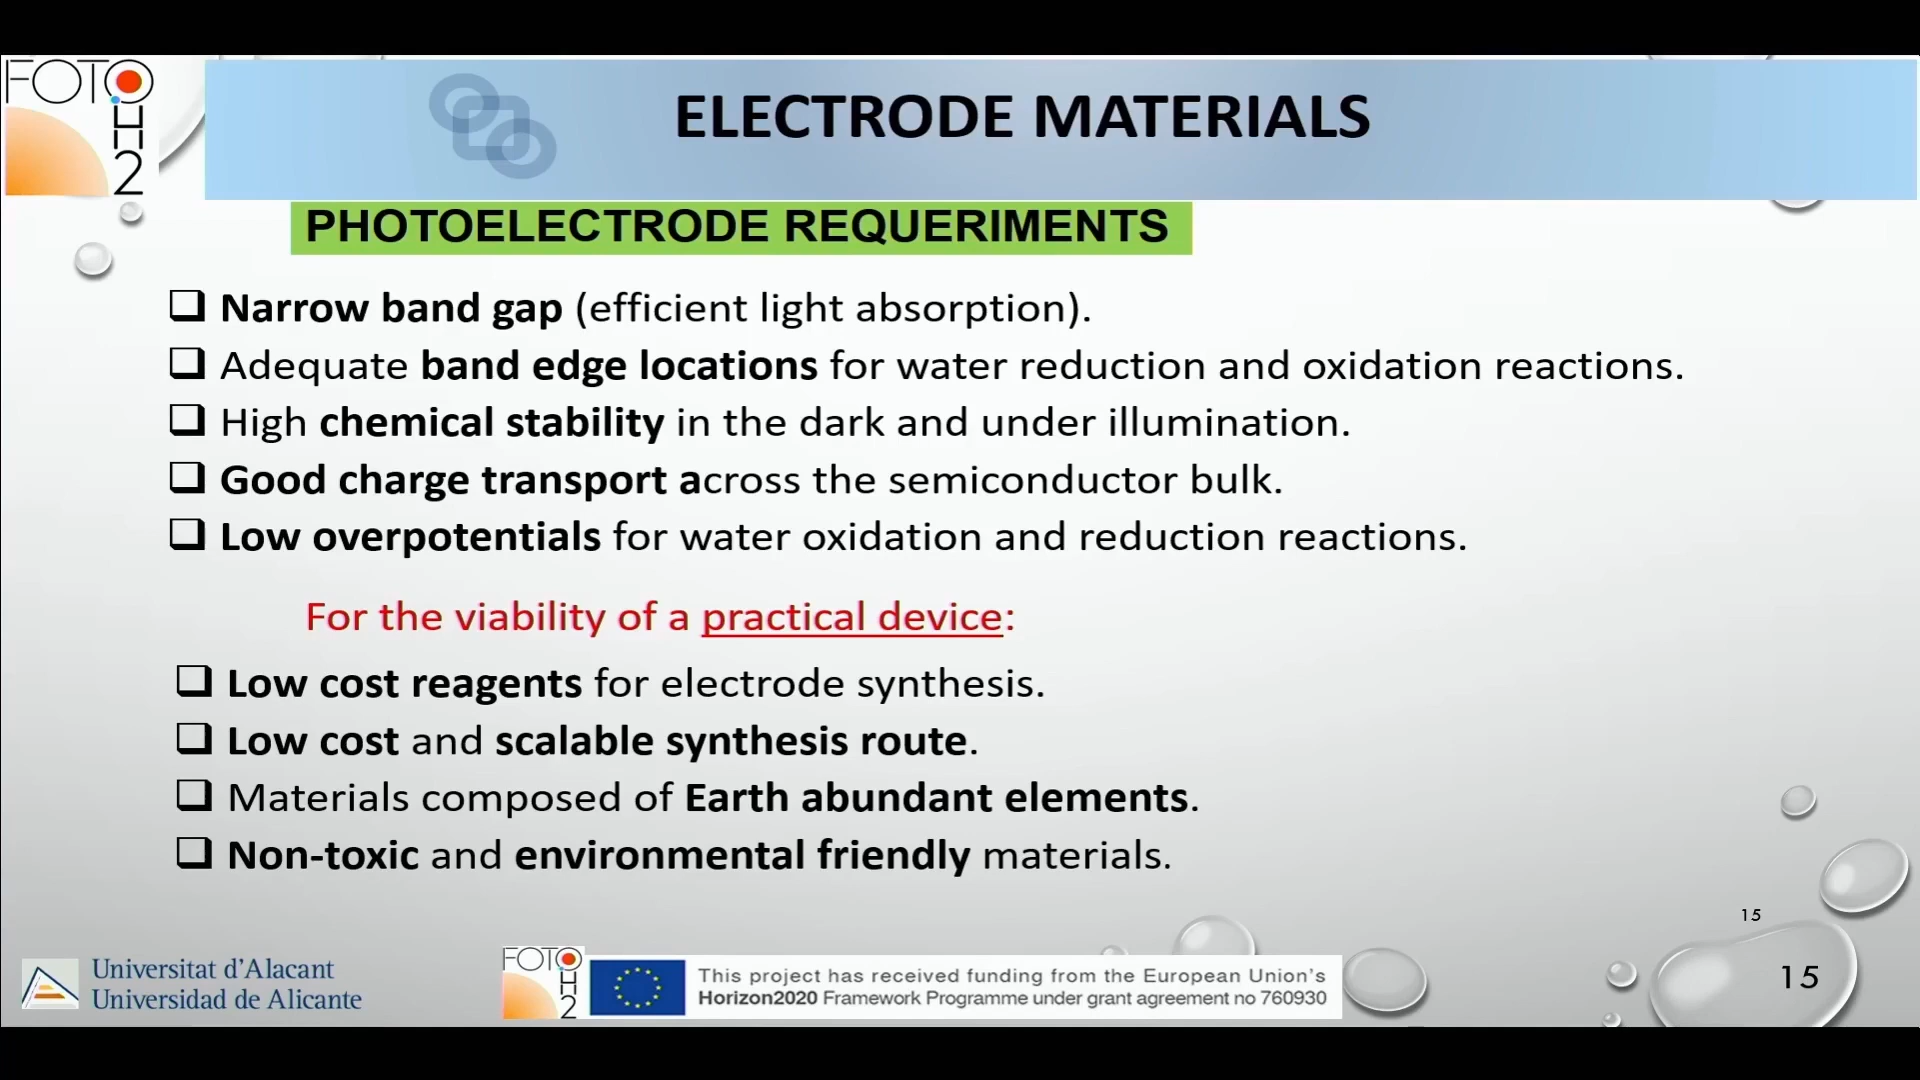 FOTO
H2
ELECTRODE MATERIALS
PHOTOELECTRODE REQUERIMENTS
❑ Narrow band gap (efficient light absorption).
❑ Adequate band edge locations for water reduction and oxidation reactions.
❑ High chemical stability in the dark and under illumination.
❑ Good charge transport across the semiconductor bulk.
❑ Low overpotentials for water oxidation and reduction reactions.
For the viability of a practical device:
❑ Low cost reagents for electrode synthesis.
❑ Low cost and scalable synthesis route.
❑ Materials composed of Earth abundant elements.
❑ Non-toxic and environmental friendly materials.
15
Universitat d'Alacant
Universidad de Alicante
FOTO
H2
This project has received funding from the European Union's
Horizon2020 Framework Programme under grant agreement no 760930
15